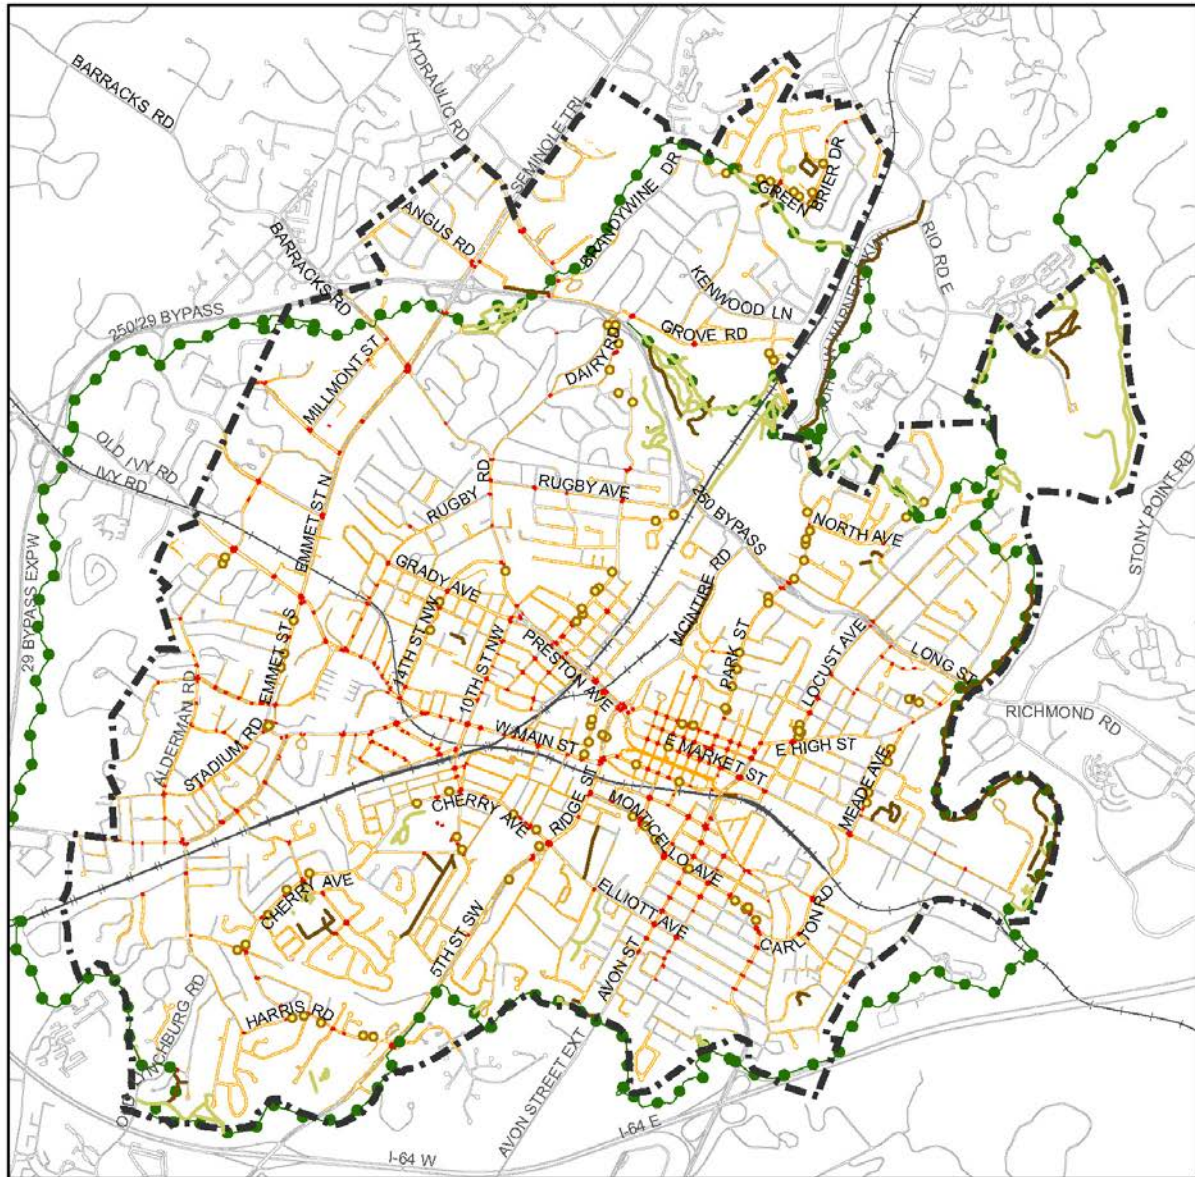 BARRACKS RD
HYDRAULIC RD
SEMINOLE TRL
BRANDYWINE DR
GREEN
BRIER DR
ANGUS RD
BARRACKS RD
RIO RD E
250/29 BYPASS
KENWOOD LN
GROVE RD
DAIRY RD
MILLMONT ST
OLD IVY RD
IVY RD
RUGBY RD
RUGBY AVE
250 BYPASS
NORTH AVE
STONY POINT RD
EMMET ST N
GRADY AVE
MCINTIRE RD
29 BYPASS EXPW
14TH ST NW
10TH ST NW
PRESTON AVE
PARK ST
LOCUST AVE
LONG ST
EMMET ST S
ALDERMAN RD
STADIUM RD
W MAIN ST
E MARKET ST
E HIGH ST
RICHMOND RD
MEADE AVE
CHERRY AVE
RIDGE ST
MONTICELLO AVE
CHERRY AVE
ELLIOTT AVE
CARLTON RD
5TH ST SW
AVON ST
HARRIS RD
AVON STREET EXT
I-64 E
I-64 W